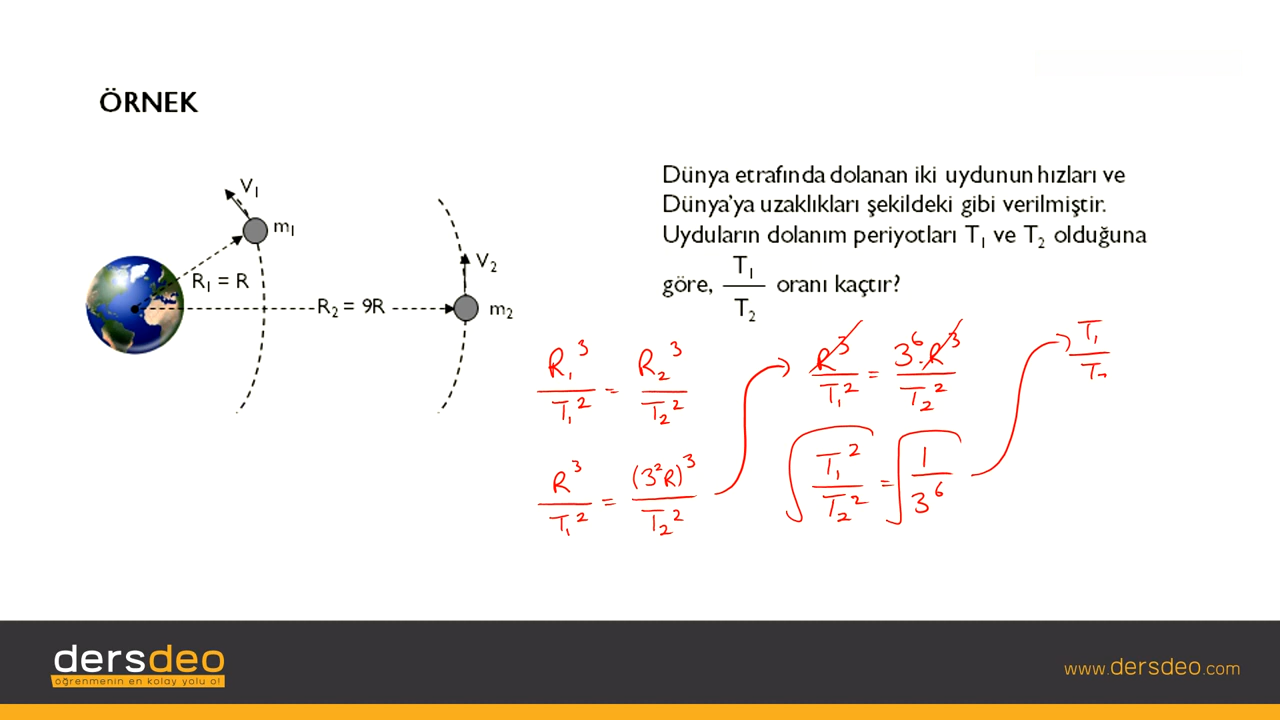 ÖRNEK
V₁
m₁
R₁ = R
V₂
R₂ = 9R
m₂
Dünya etrafında dolanan iki uydunun hızları ve
Dünya'ya uzaklıkları şekildeki gibi verilmiştir.
Uyduların dolanım periyotları T₁ ve T₂ olduğuna
göre, T₁/T₂ oranı kaçtır?
R₁³/T₁² = R₂³/T₂²
R³/T₁² = (3²R)³/T₂²
R³/T₁² = 3⁶.R³/T₂²
√T₁²/T₂² = √1/3⁶
T₁/T₂
dersdeo
öğrenmenin en kolay yolu o!
www.dersdeo.com